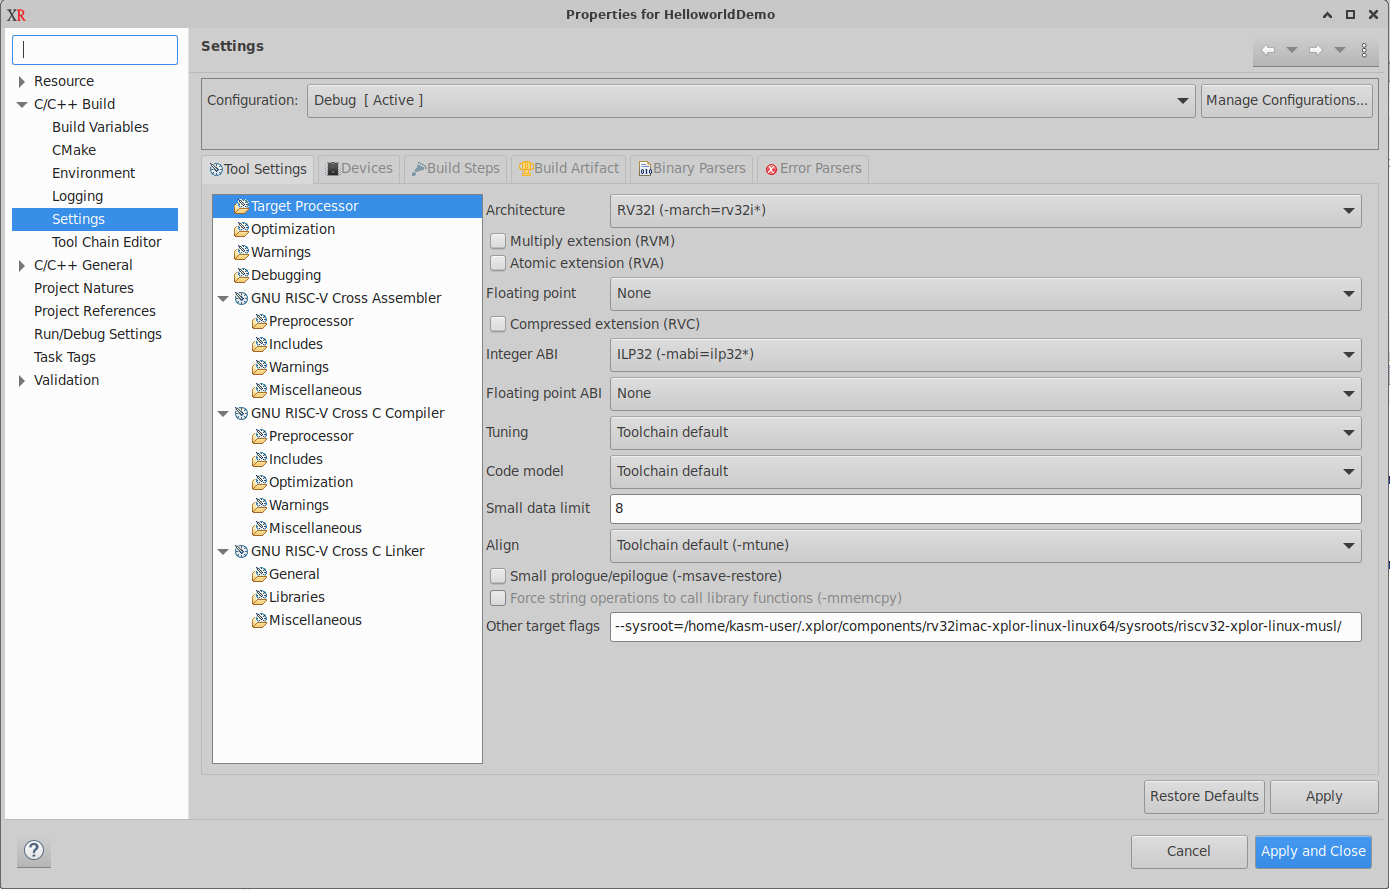 XR Properties for HelloworldDemo
Resource
C/C++ Build
Build Variables
CMake
Environment
Logging
Settings
Tool Chain Editor
C/C++ General
Project Natures
Project References
Run/Debug Settings
Task Tags
Validation
Settings
Configuration: Debug [ Active ] Manage Configurations...
Tool Settings Devices Build Steps Build Artifact Binary Parsers Error Parsers
Target Processor
Optimization
Warnings
Debugging
GNU RISC-V Cross Assembler
Preprocessor
Includes
Warnings
Miscellaneous
GNU RISC-V Cross C Compiler
Preprocessor
Includes
Optimization
Warnings
Miscellaneous
GNU RISC-V Cross C Linker
General
Libraries
Miscellaneous
Architecture RV32I (-march=rv32i*)
Multiply extension (RVM)
Atomic extension (RVA)
Floating point None
Compressed extension (RVC)
Integer ABI ILP32 (-mabi=ilp32*)
Floating point ABI None
Tuning Toolchain default
Code model Toolchain default
Small data limit 8
Align Toolchain default (-mtune)
Small prologue/epilogue (-msave-restore)
Force string operations to call library functions (-mmemcpy)
Other target flags --sysroot=/home/kasm-user/.xplor/components/rv32imac-xplor-linux-linux64/sysroots/riscv32-xplor-linux-musl/
Restore Defaults Apply
? Cancel Apply and Close